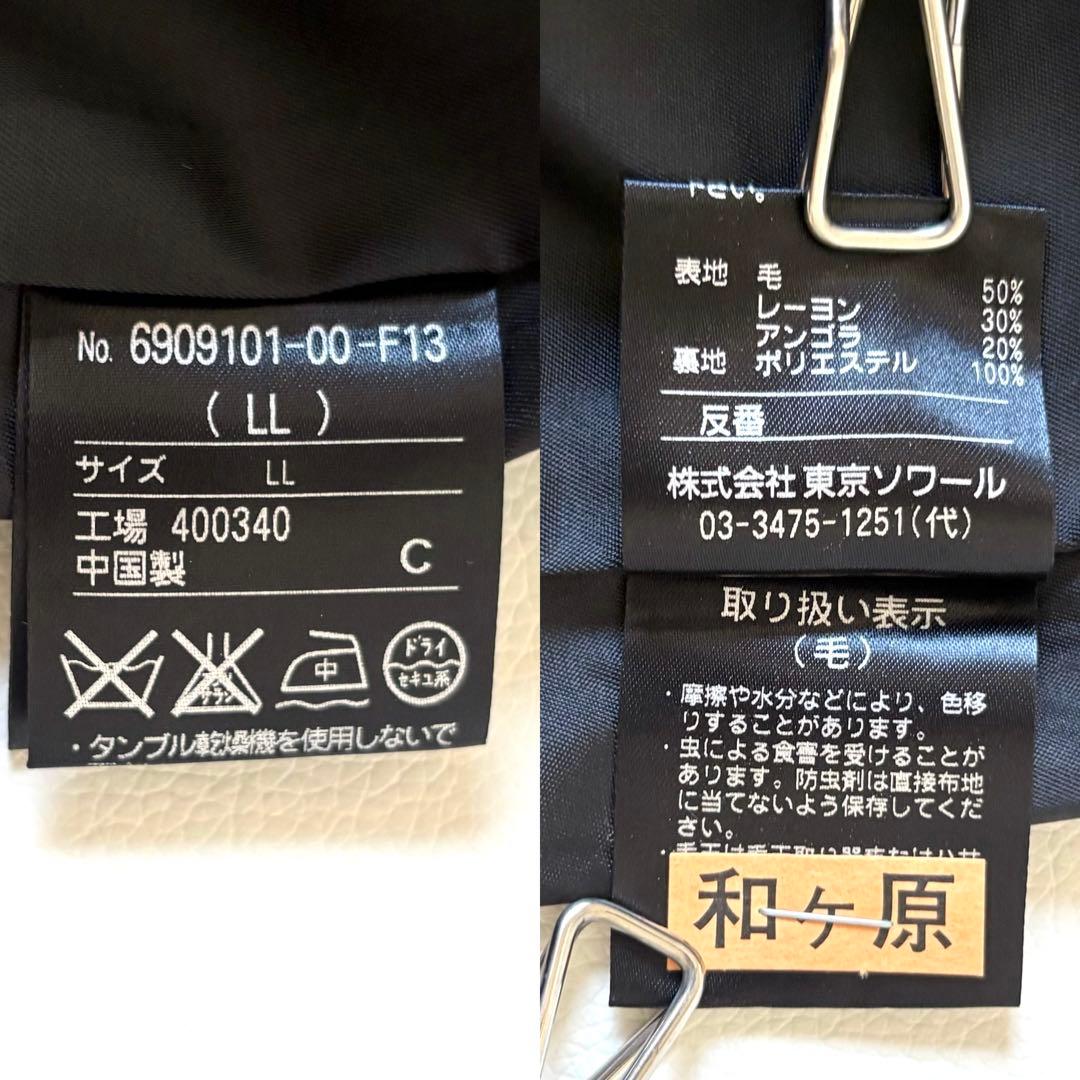 No. 6909101-00-F13
( LL )
サイズ LL
工場 400340
中国製 C
中
ドライ
セキユ系
・タンブル乾燥機を使用しないで
下さい。
表地 毛 50%
レーヨン 30%
アンゴラ 20%
裏地 ポリエステル 100%
反番
株式会社 東京ソワール
03-3475-1251(代)
取り扱い表示
(毛)
・摩擦や水分などにより、色移
りすることがあります。
・虫による食害を受けることが
あります。防虫剤は直接布地
に当てないよう保存してくだ
さい。
和ヶ原